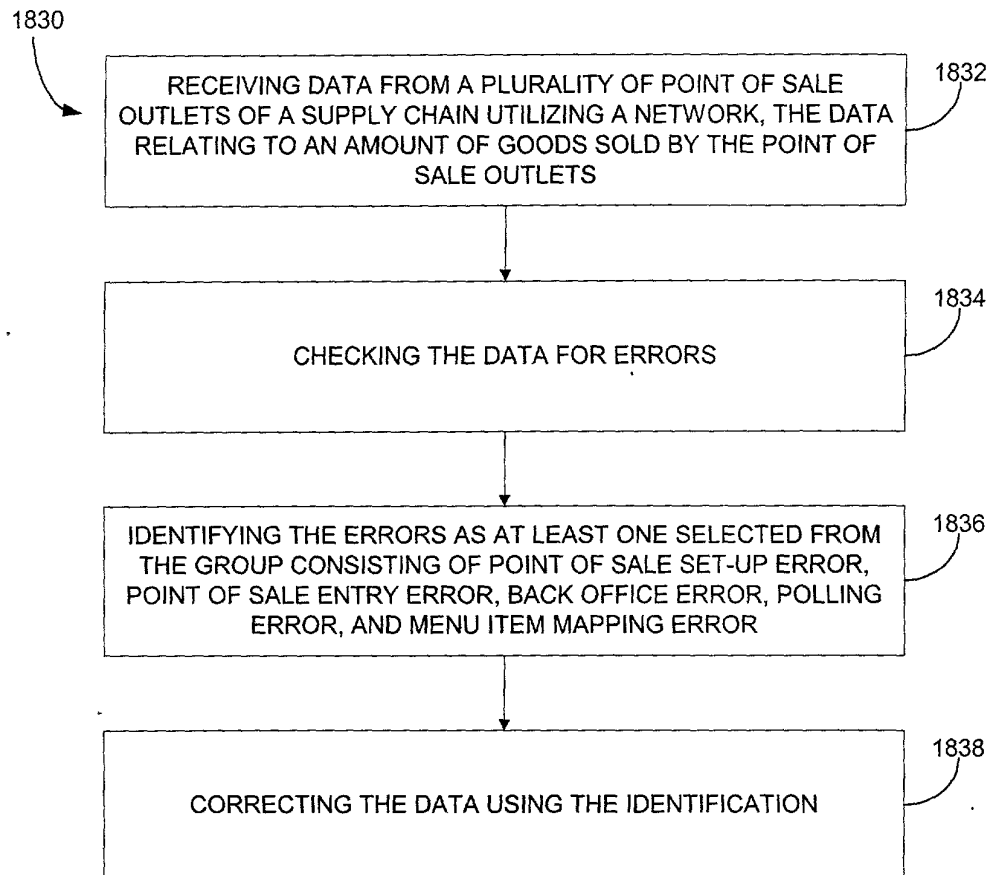 1830
1832
RECEIVING DATA FROM A PLURALITY OF POINT OF SALE
OUTLETS OF A SUPPLY CHAIN UTILIZING A NETWORK, THE DATA
RELATING TO AN AMOUNT OF GOODS SOLD BY THE POINT OF
SALE OUTLETS
1834
CHECKING THE DATA FOR ERRORS
1836
IDENTIFYING THE ERRORS AS AT LEAST ONE SELECTED FROM
THE GROUP CONSISTING OF POINT OF SALE SET-UP ERROR,
POINT OF SALE ENTRY ERROR, BACK OFFICE ERROR, POLLING
ERROR, AND MENU ITEM MAPPING ERROR
1838
CORRECTING THE DATA USING THE IDENTIFICATION